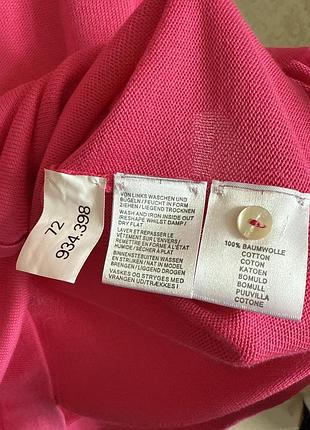 72
934.398
VON LINKS WASCHEN UND
BÜGELN / FEUCHT IN FORM
ZIEHEN / LIEGEND TROCKNEN
WASH AND IRON INSIDE OUT
/RESHAPE WHILST DAMP /
DRY FLAT
LAVER ET REPASSER LE
VÊTEMENT SUR L'ENVERS /
REMETTRE EN FORME À L'ÉTAT
HUMIDE / SÉCHER À PLAT
BINNENSTEBUITEN WASSEN
EN STRIJKEN / NAT IN MODEL
BRENGEN / LIGGEND DROGEN
VASKES OG STRYGES MED
VRANGEN UD/TRÆKKES I
100% BAUMWOLLE
COTTON
COTON
KATOEN
BOMULD
BOMULL
PUUVILLA
COTONE